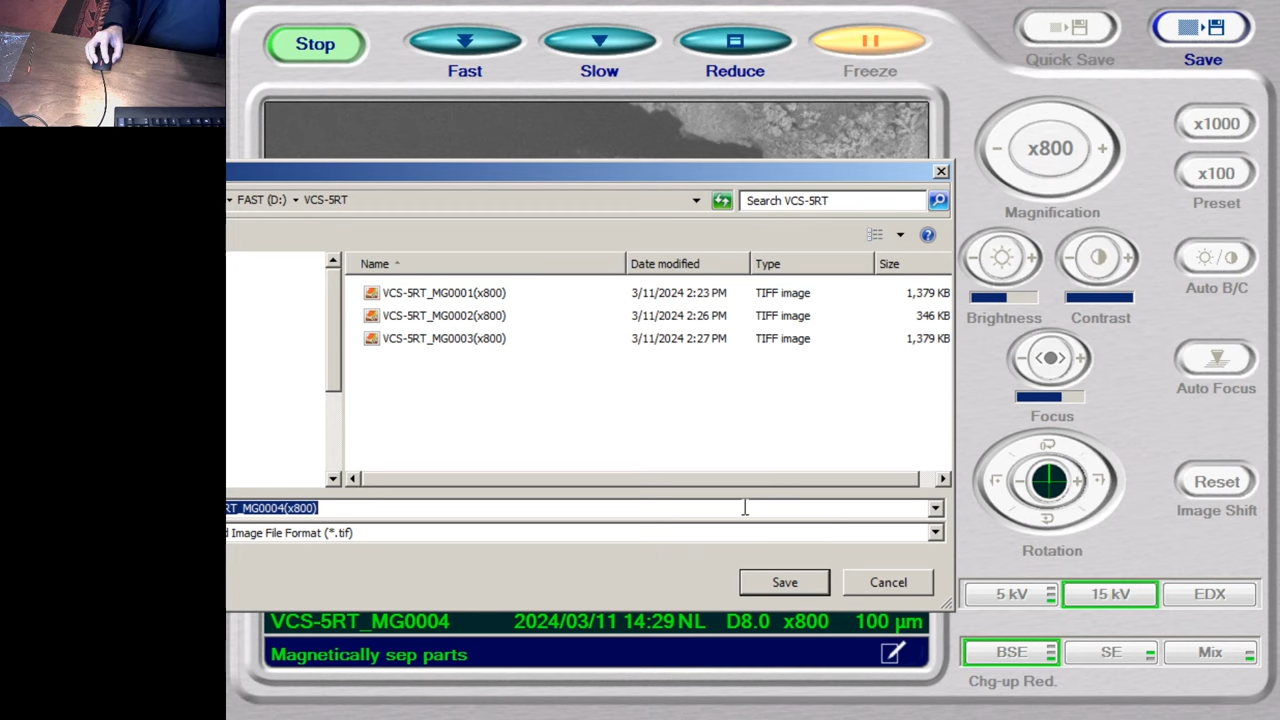 Stop
Fast
Slow
Reduce
Freeze
Quick Save
Save
FAST (D:) VCS-5RT
Search VCS-5RT
Name Date modified Type Size
VCS-5RT_MG0001(x800) 3/11/2024 2:23 PM TIFF image 1,379 KB
VCS-5RT_MG0002(x800) 3/11/2024 2:26 PM TIFF image 346 KB
VCS-5RT_MG0003(x800) 3/11/2024 2:27 PM TIFF image 1,379 KB
RT_MG0004(x800)
d Image File Format (*.tif)
Save Cancel
VCS-5RT_MG0004 2024/03/11 14:29 NL D8.0 x800 100 µm
Magnetically sep parts
x800
Magnification
x1000
x100
Preset
Brightness
Contrast
Auto B/C
Focus
Auto Focus
Rotation
Reset
Image Shift
5 kV 15 kV EDX
BSE SE Mix
Chg-up Red.